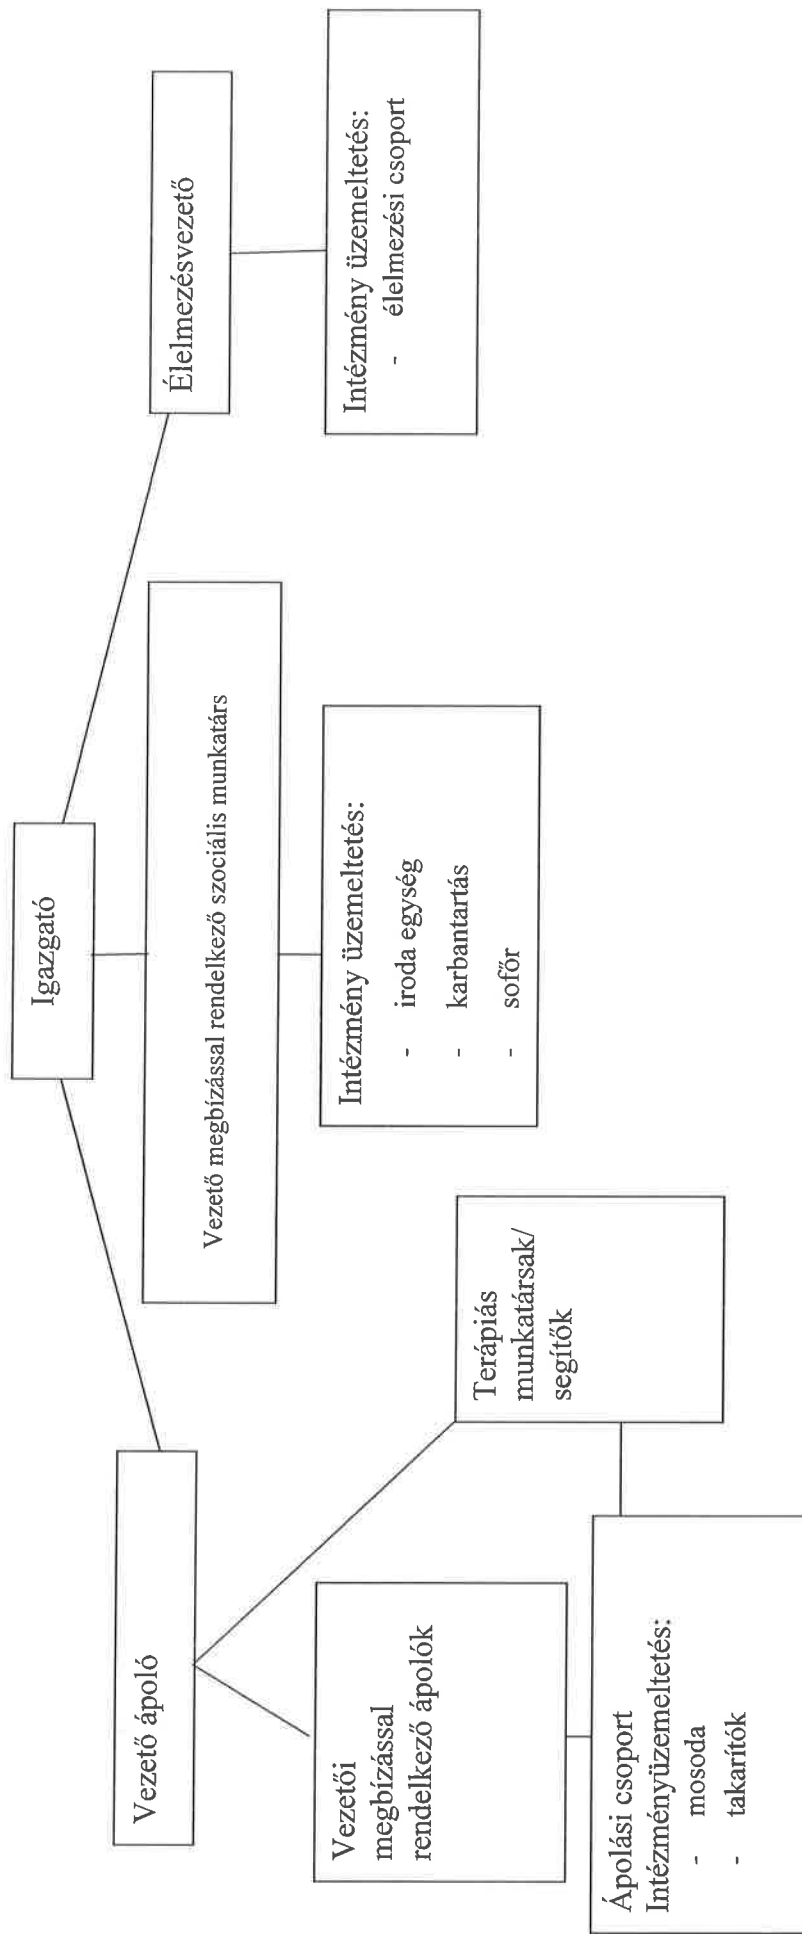 Igazgató
Vezető ápoló
Vezető megbízással rendelkező szociális munkatárs
Élelmezésvezető
Vezetői
megbízással
rendelkező ápolók
Terápiás
munkatársak/
segítők
Intézmény üzemeltetés:
- iroda egység
- karbantartás
- sofőr
Intézmény üzemeltetés:
- élelmezési csoport
Ápolási csoport
Intézményüzemeltetés:
- mosoda
- takarítók